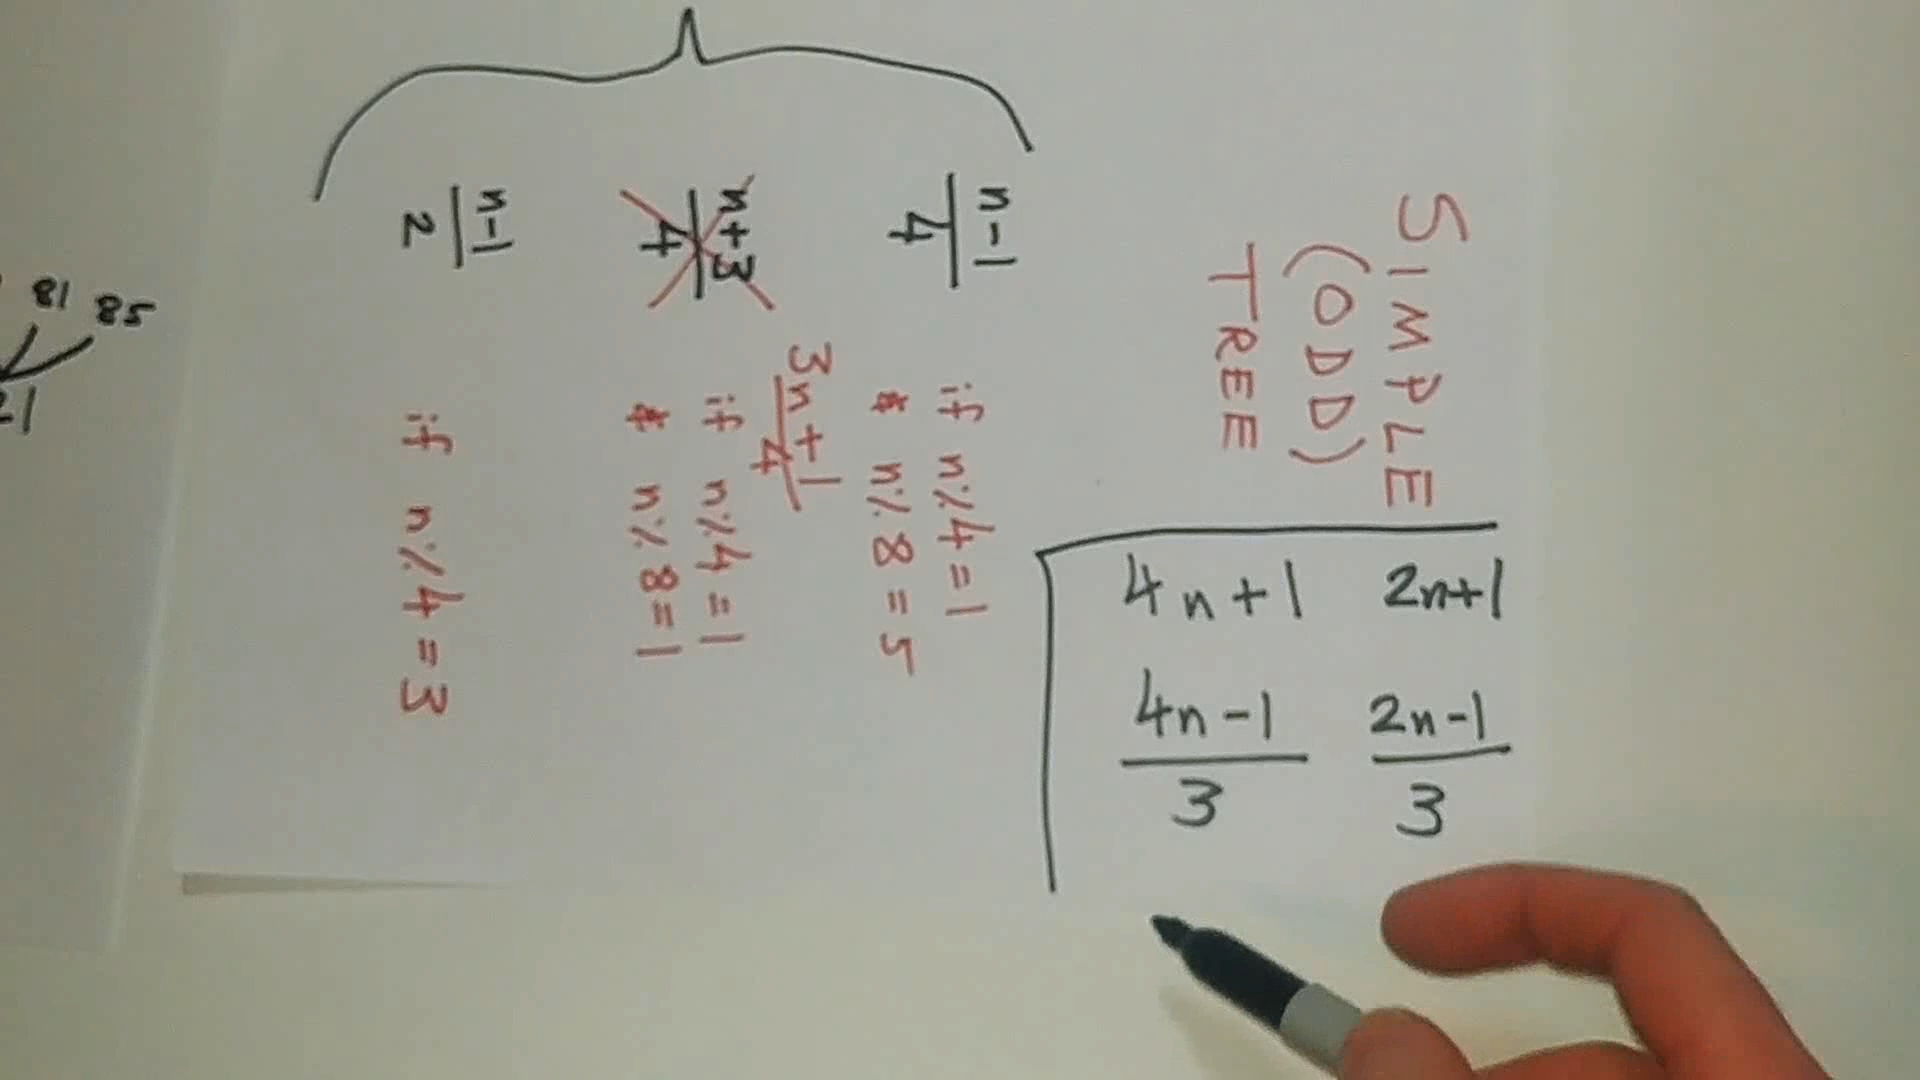 SIMPLE
(ODD)
TREE
n-1
4
if n%4=1
& n%8=5
n+3
4
3n+1
4
if n%4=1
& n%8=1
n-1
2
if n%4=3
4n+1 2n+1
4n-1 2n-1
3 3
81 85
21